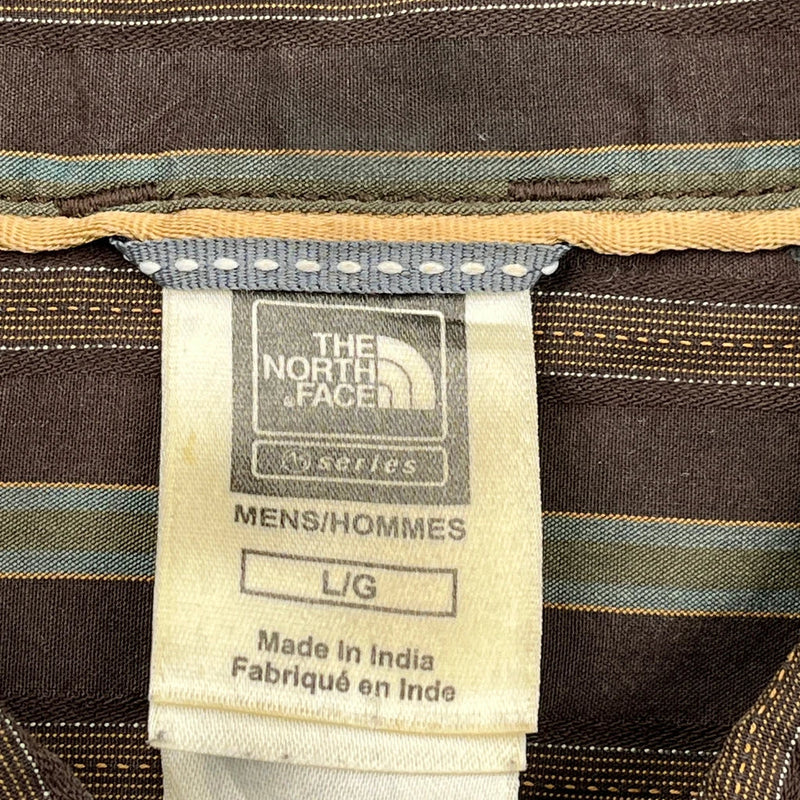 THE
NORTH
FACE
series
MENS/HOMMES
L/G
Made In India
Fabriqué en Inde